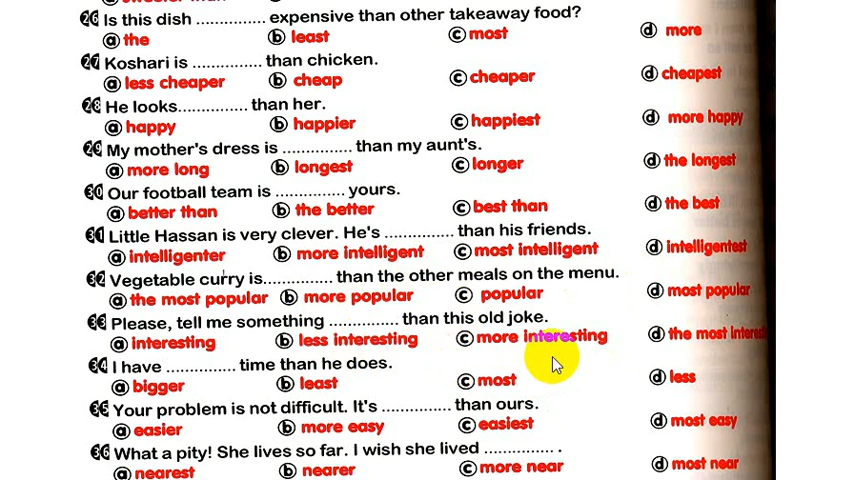 26 Is this dish .............. expensive than other takeaway food?
a the b least c most d more
27 Koshari is .............. than chicken.
a less cheaper b cheap c cheaper d cheapest
28 He looks.............. than her.
a happy b happier c happiest d more happy
29 My mother's dress is .............. than my aunt's.
a more long b longest c longer d the longest
30 Our football team is .............. yours.
a better than b the better c best than d the best
31 Little Hassan is very clever. He's .............. than his friends.
a intelligenter b more intelligent c most intelligent d intelligentest
32 Vegetable curry is.............. than the other meals on the menu.
a the most popular b more popular c popular d most popular
33 Please, tell me something .............. than this old joke.
a interesting b less interesting c more interesting d the most
34 I have .............. time than he does.
a bigger b least c most d less
35 Your problem is not difficult. It's .............. than ours.
a easier b more easy c easiest d most easy
36 What a pity! She lives so far. I wish she lived .............. .
a nearest b nearer c more near d most near